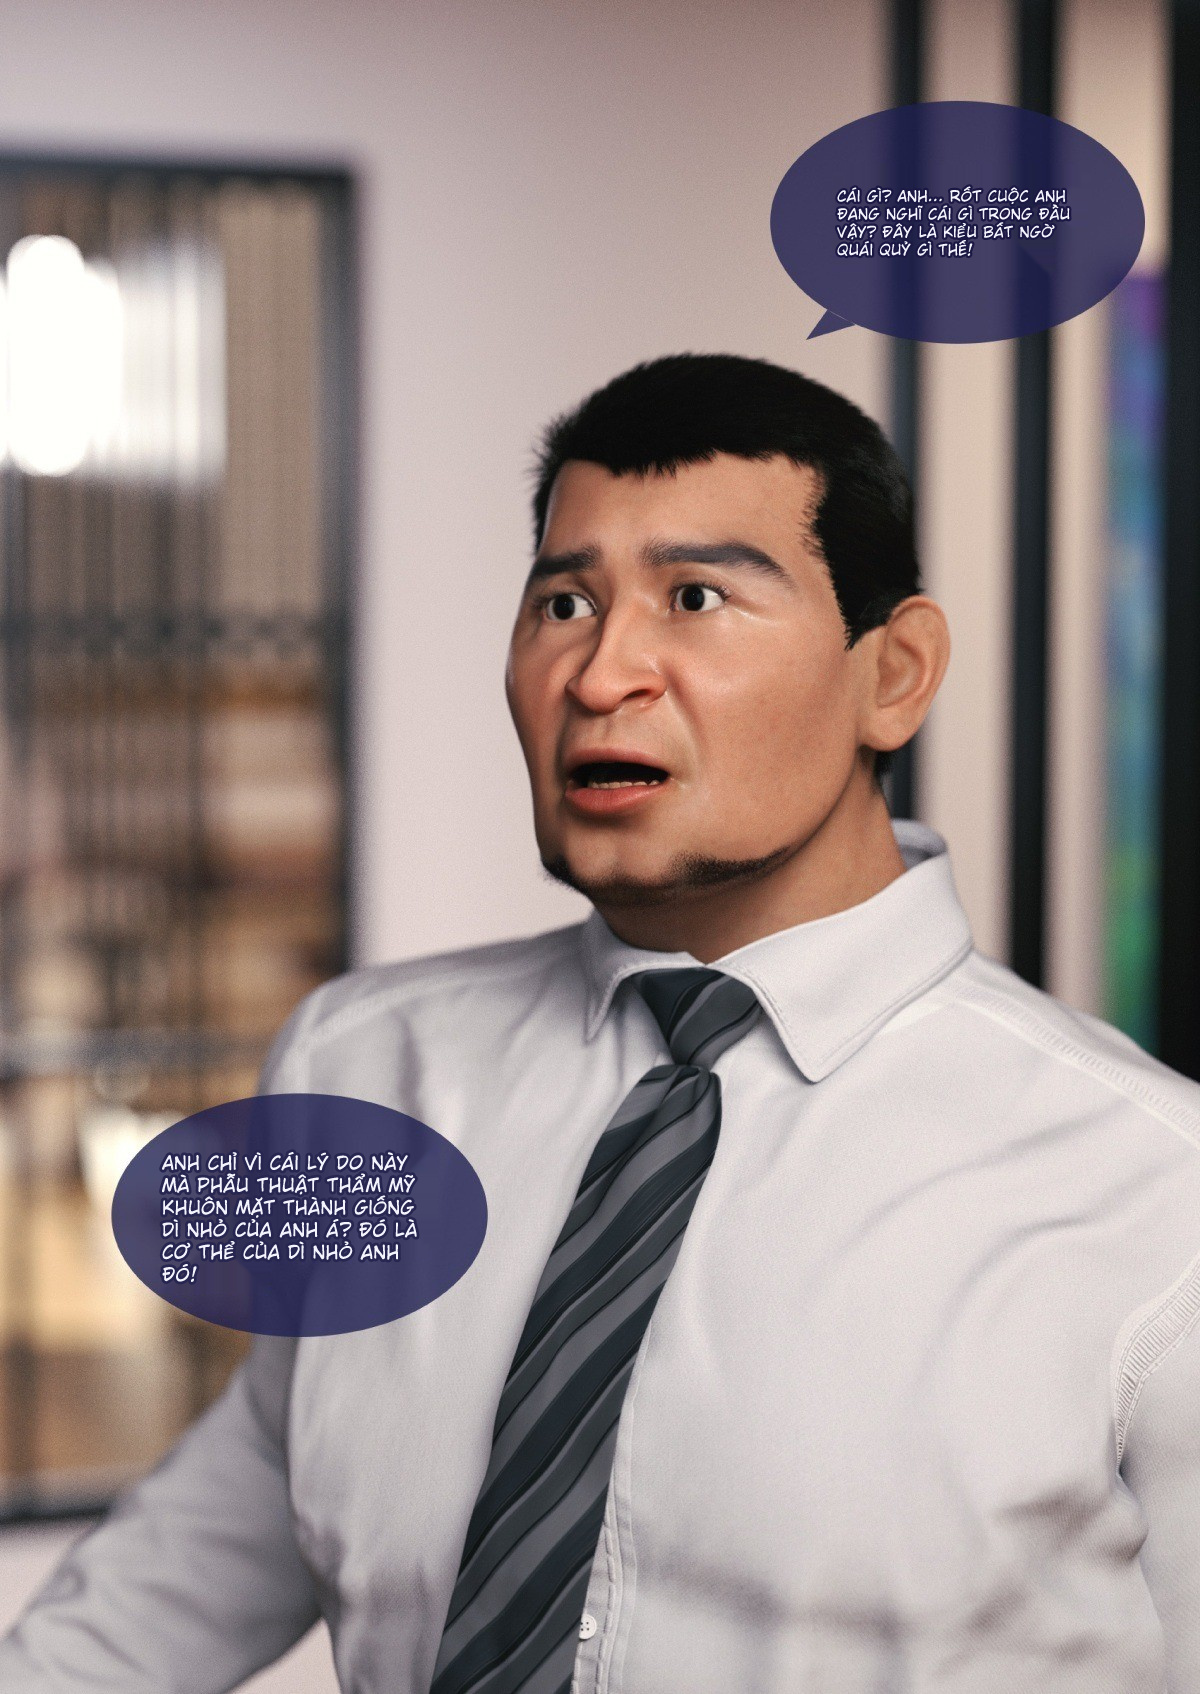 CÁI GÌ? ANH... RỐT CUỘC ANH
ĐANG NGHĨ CÁI GÌ TRONG ĐẦU
VẬY? ĐÂY LÀ KIỂU BẤT NGỜ
QUÁI QUỶ GÌ THẾ!
ANH CHỈ VÌ CÁI LÝ DO NÀY
MÀ PHẪU THUẬT THẨM MỸ
KHUÔN MẶT THÀNH GIỐNG
DÌ NHỎ CỦA ANH Á? ĐÓ LÀ
CƠ THỂ CỦA DÌ NHỎ ANH
ĐÓ!